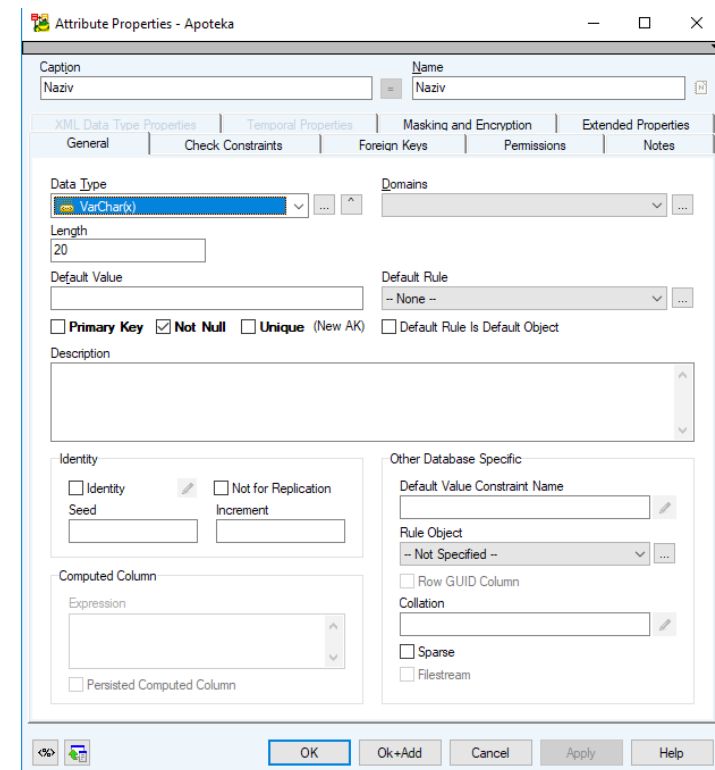 Attribute Properties - Apoteka
Caption Name
Naziv = Naziv
XML Data Type Properties Temporal Properties Masking and Encryption Extended Properties
General Check Constraints Foreign Keys Permissions Notes
Data Type Domains
VarChar(x) ... ^ ...
Length
20
Default Value Default Rule
-- None -- ...
Primary Key Not Null Unique (New AK) Default Rule Is Default Object
Description
Identity Other Database Specific
Identity Not for Replication Default Value Constraint Name
Seed Increment
Rule Object
-- Not Specified -- ...
Computed Column Row GUID Column
Expression Collation
Sparse
Persisted Computed Column Filestream
<%> OK Ok+Add Cancel Apply Help